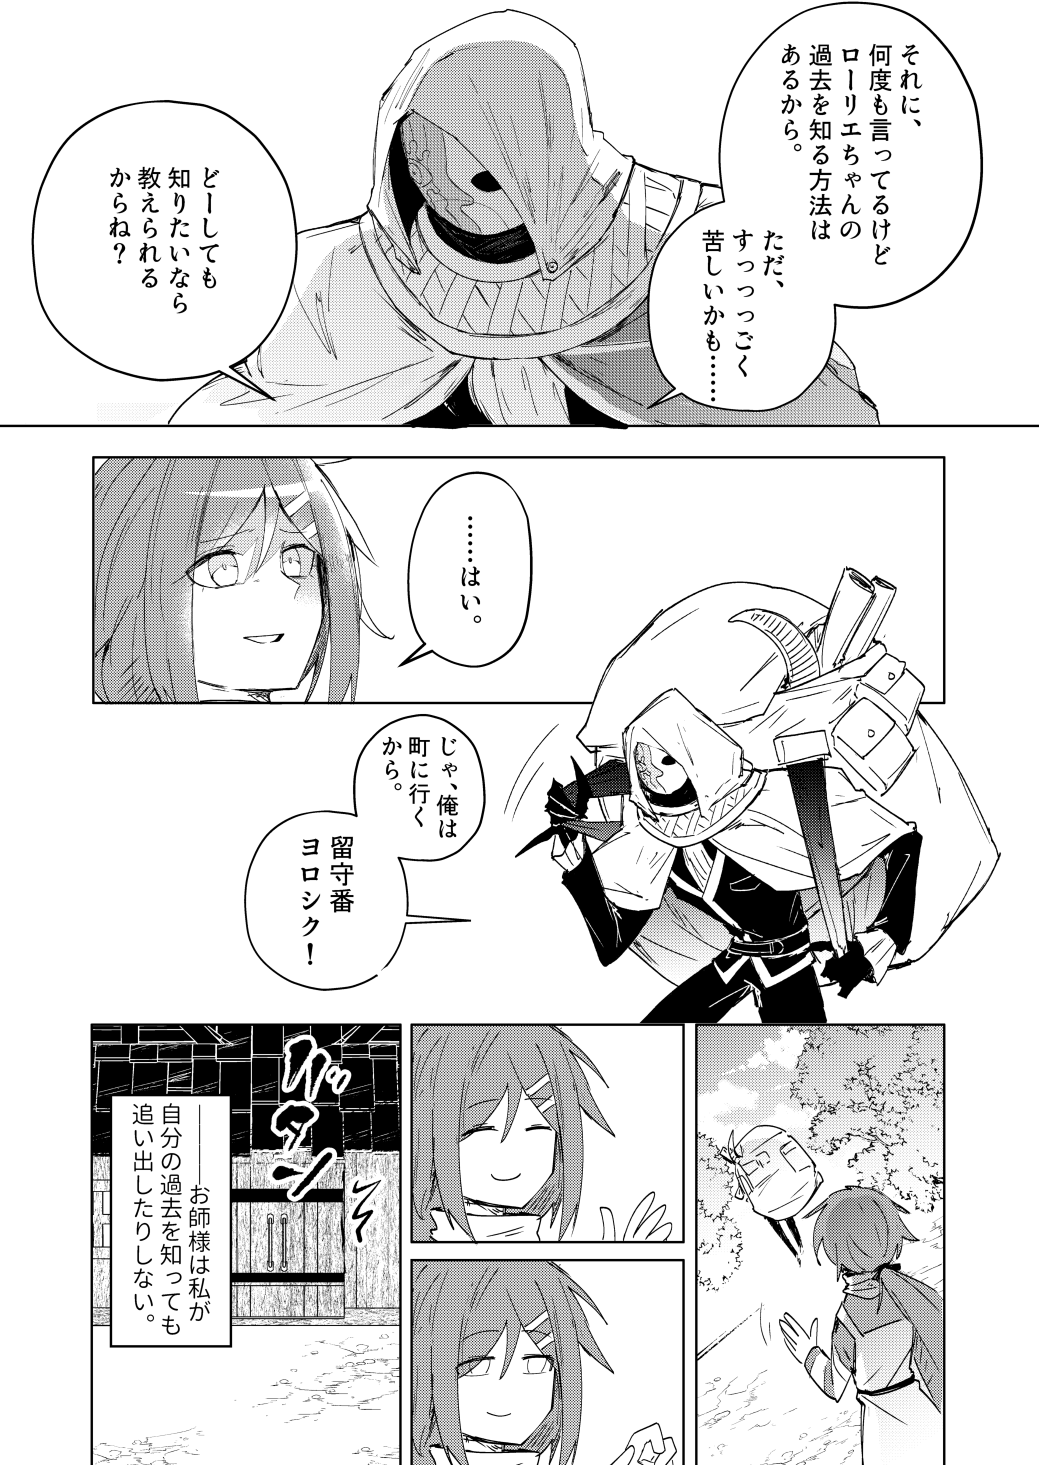 それに、
何度も言ってるけど
ローリエちゃんの
過去を知る方法は
あるから。
ただ、
すっっっごく
苦しいかも……
どーしても
知りたいなら
教えられる
からね?
……はい。
じゃ、俺は
町に行く
から。
留守番
ヨロシク!
バッタン
――お師様は私が
自分の過去を知っても
追い出したりしない。